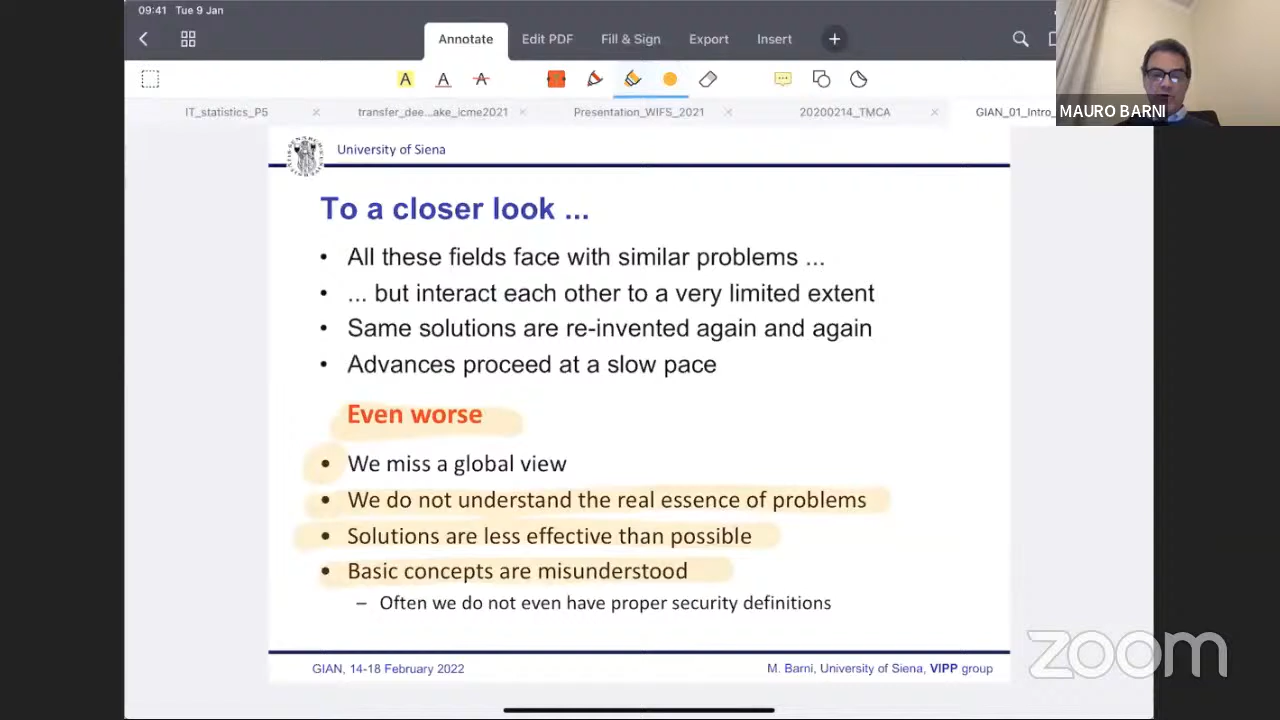 09:41 Tue 9 Jan
Annotate Edit PDF Fill & Sign Export Insert
A A A
IT_statistics_P5 × transfer_dee...ake_icme2021 × Presentation_WIFS_2021 × 20200214_TMCA × GIAN_01_Intro_
MAURO BARNI
University of Siena
To a closer look ...
• All these fields face with similar problems ...
• ... but interact each other to a very limited extent
• Same solutions are re-invented again and again
• Advances proceed at a slow pace
Even worse
• We miss a global view
• We do not understand the real essence of problems
• Solutions are less effective than possible
• Basic concepts are misunderstood
– Often we do not even have proper security definitions
GIAN, 14-18 February 2022
M. Barni, University of Siena, VIPP group
zoom